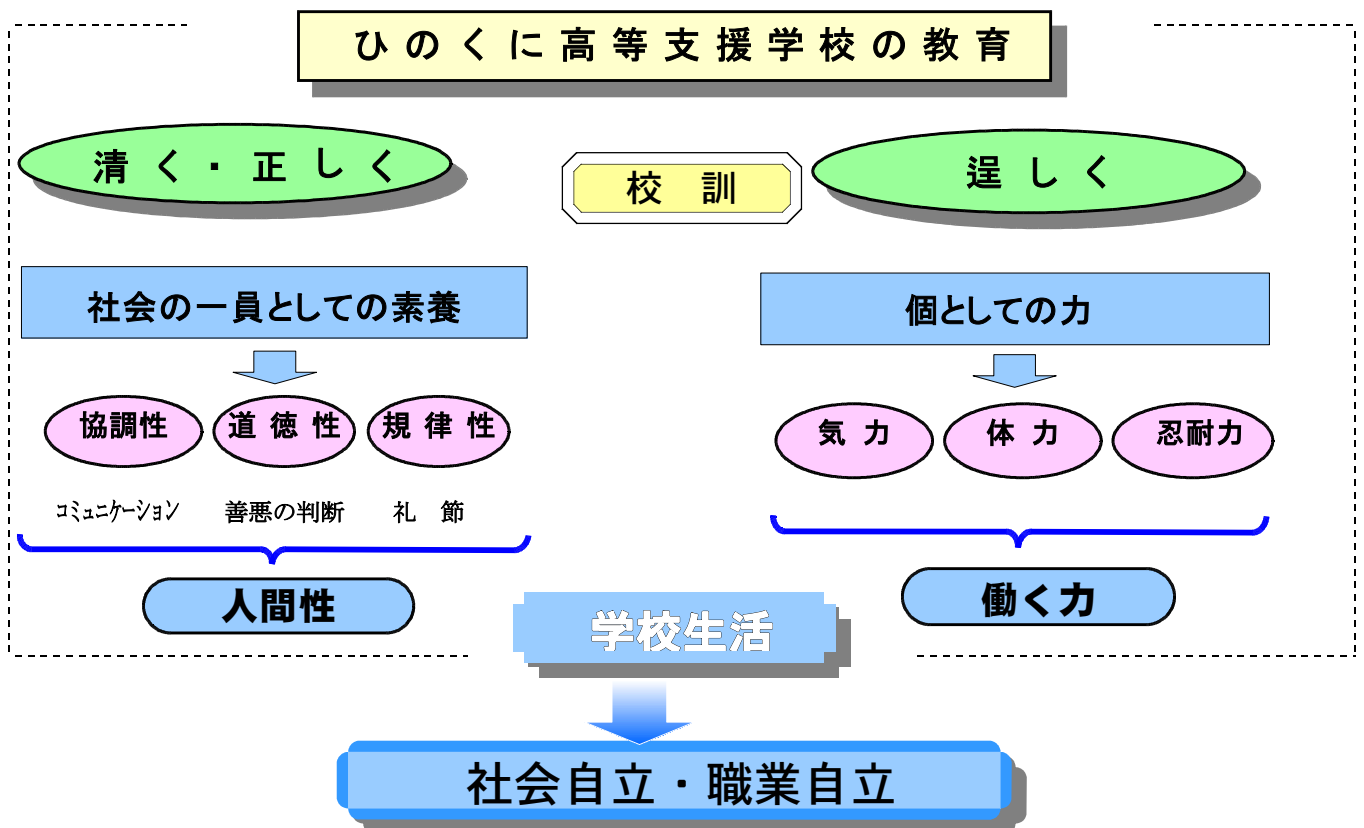 ひのくに高等支援学校の教育
清く・正しく
校 訓
逞しく
社会の一員としての素養
個としての力
協調性
道徳性
規律性
気力
体力
忍耐力
コミュニケーション
善悪の判断
礼 節
人間性
働く力
学校生活
社会自立・職業自立